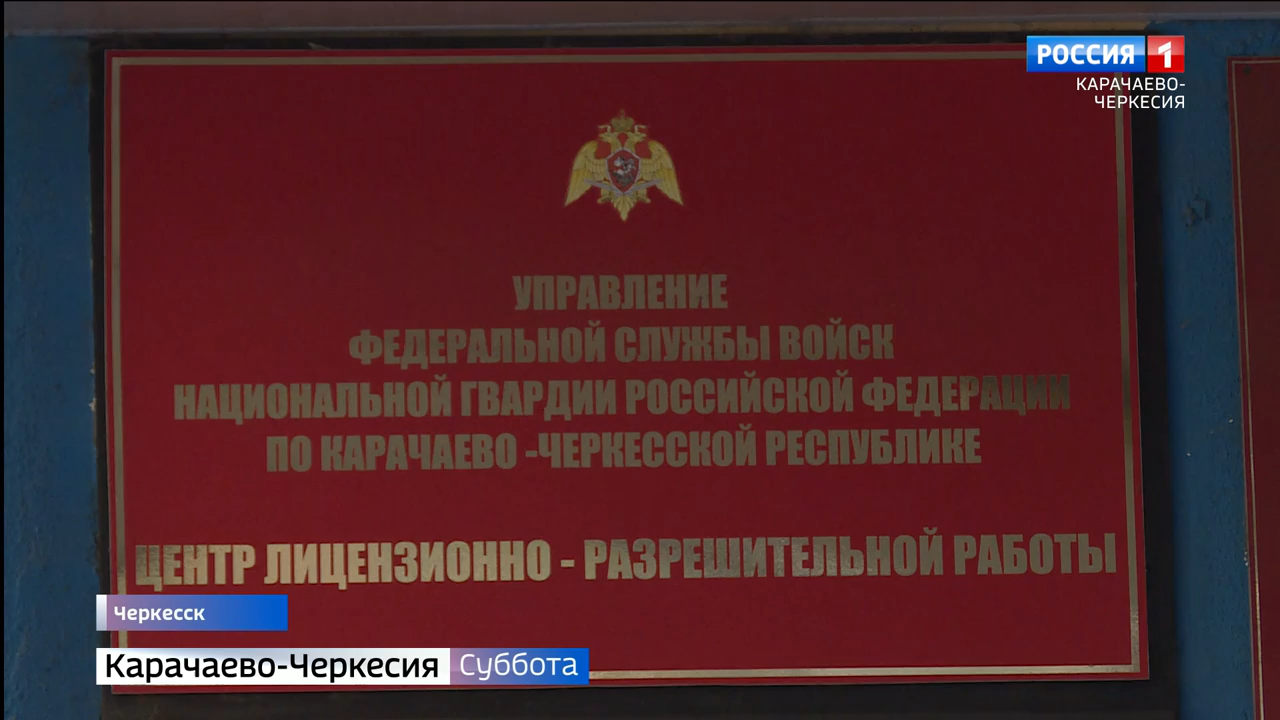 РОССИЯ 1
КАРАЧАЕВО-
ЧЕРКЕСИЯ
УПРАВЛЕНИЕ
ФЕДЕРАЛЬНОЙ СЛУЖБЫ ВОЙСК
НАЦИОНАЛЬНОЙ ГВАРДИИ РОССИЙСКОЙ ФЕДЕРАЦИИ
ПО КАРАЧАЕВО -ЧЕРКЕССКОЙ РЕСПУБЛИКЕ
ЦЕНТР ЛИЦЕНЗИОННО - РАЗРЕШИТЕЛЬНОЙ РАБОТЫ
Черкесск
Карачаево-Черкесия Суббота